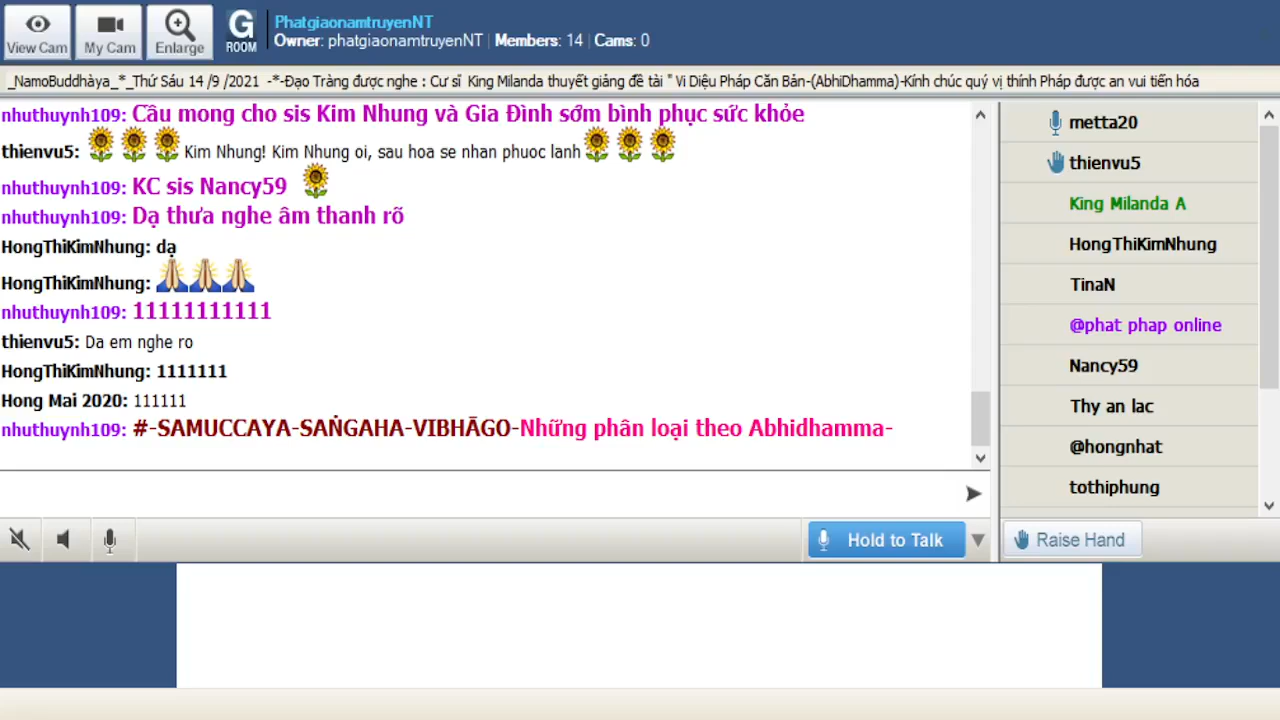 View Cam
My Cam
Enlarge
G
ROOM
PhatgiaonamtruyenNT
Owner: phatgiaonamtruyenNT | Members: 14 | Cams: 0
_NamoBuddhàya_*_Thứ Sáu 14 /9 /2021 -*-Đạo Tràng được nghe : Cư sĩ King Milanda thuyết giảng đề tài " Vi Diệu Pháp Căn Bản-(AbhiDhamma)-Kính chúc quý vị thính Pháp được an vui tiến hóa
nhuthuynh109: Cầu mong cho sis Kim Nhung và Gia Đình sớm bình phục sức khỏe
thienvu5: Kim Nhung! Kim Nhung oi, sau hoa se nhan phuoc lanh
nhuthuynh109: KC sis Nancy59
nhuthuynh109: Dạ thưa nghe âm thanh rõ
HongThiKimNhung: dạ
HongThiKimNhung:
nhuthuynh109: 11111111111
thienvu5: Da em nghe ro
HongThiKimNhung: 1111111
Hong Mai 2020: 111111
nhuthuynh109: #-SAMUCCAYA-SAṄGAHA-VIBHĀGO-Những phân loại theo Abhidhamma-
metta20
thienvu5
King Milanda A
HongThiKimNhung
TinaN
@phat phap online
Nancy59
Thy an lac
@hongnhat
tothiphung
Hold to Talk
Raise Hand